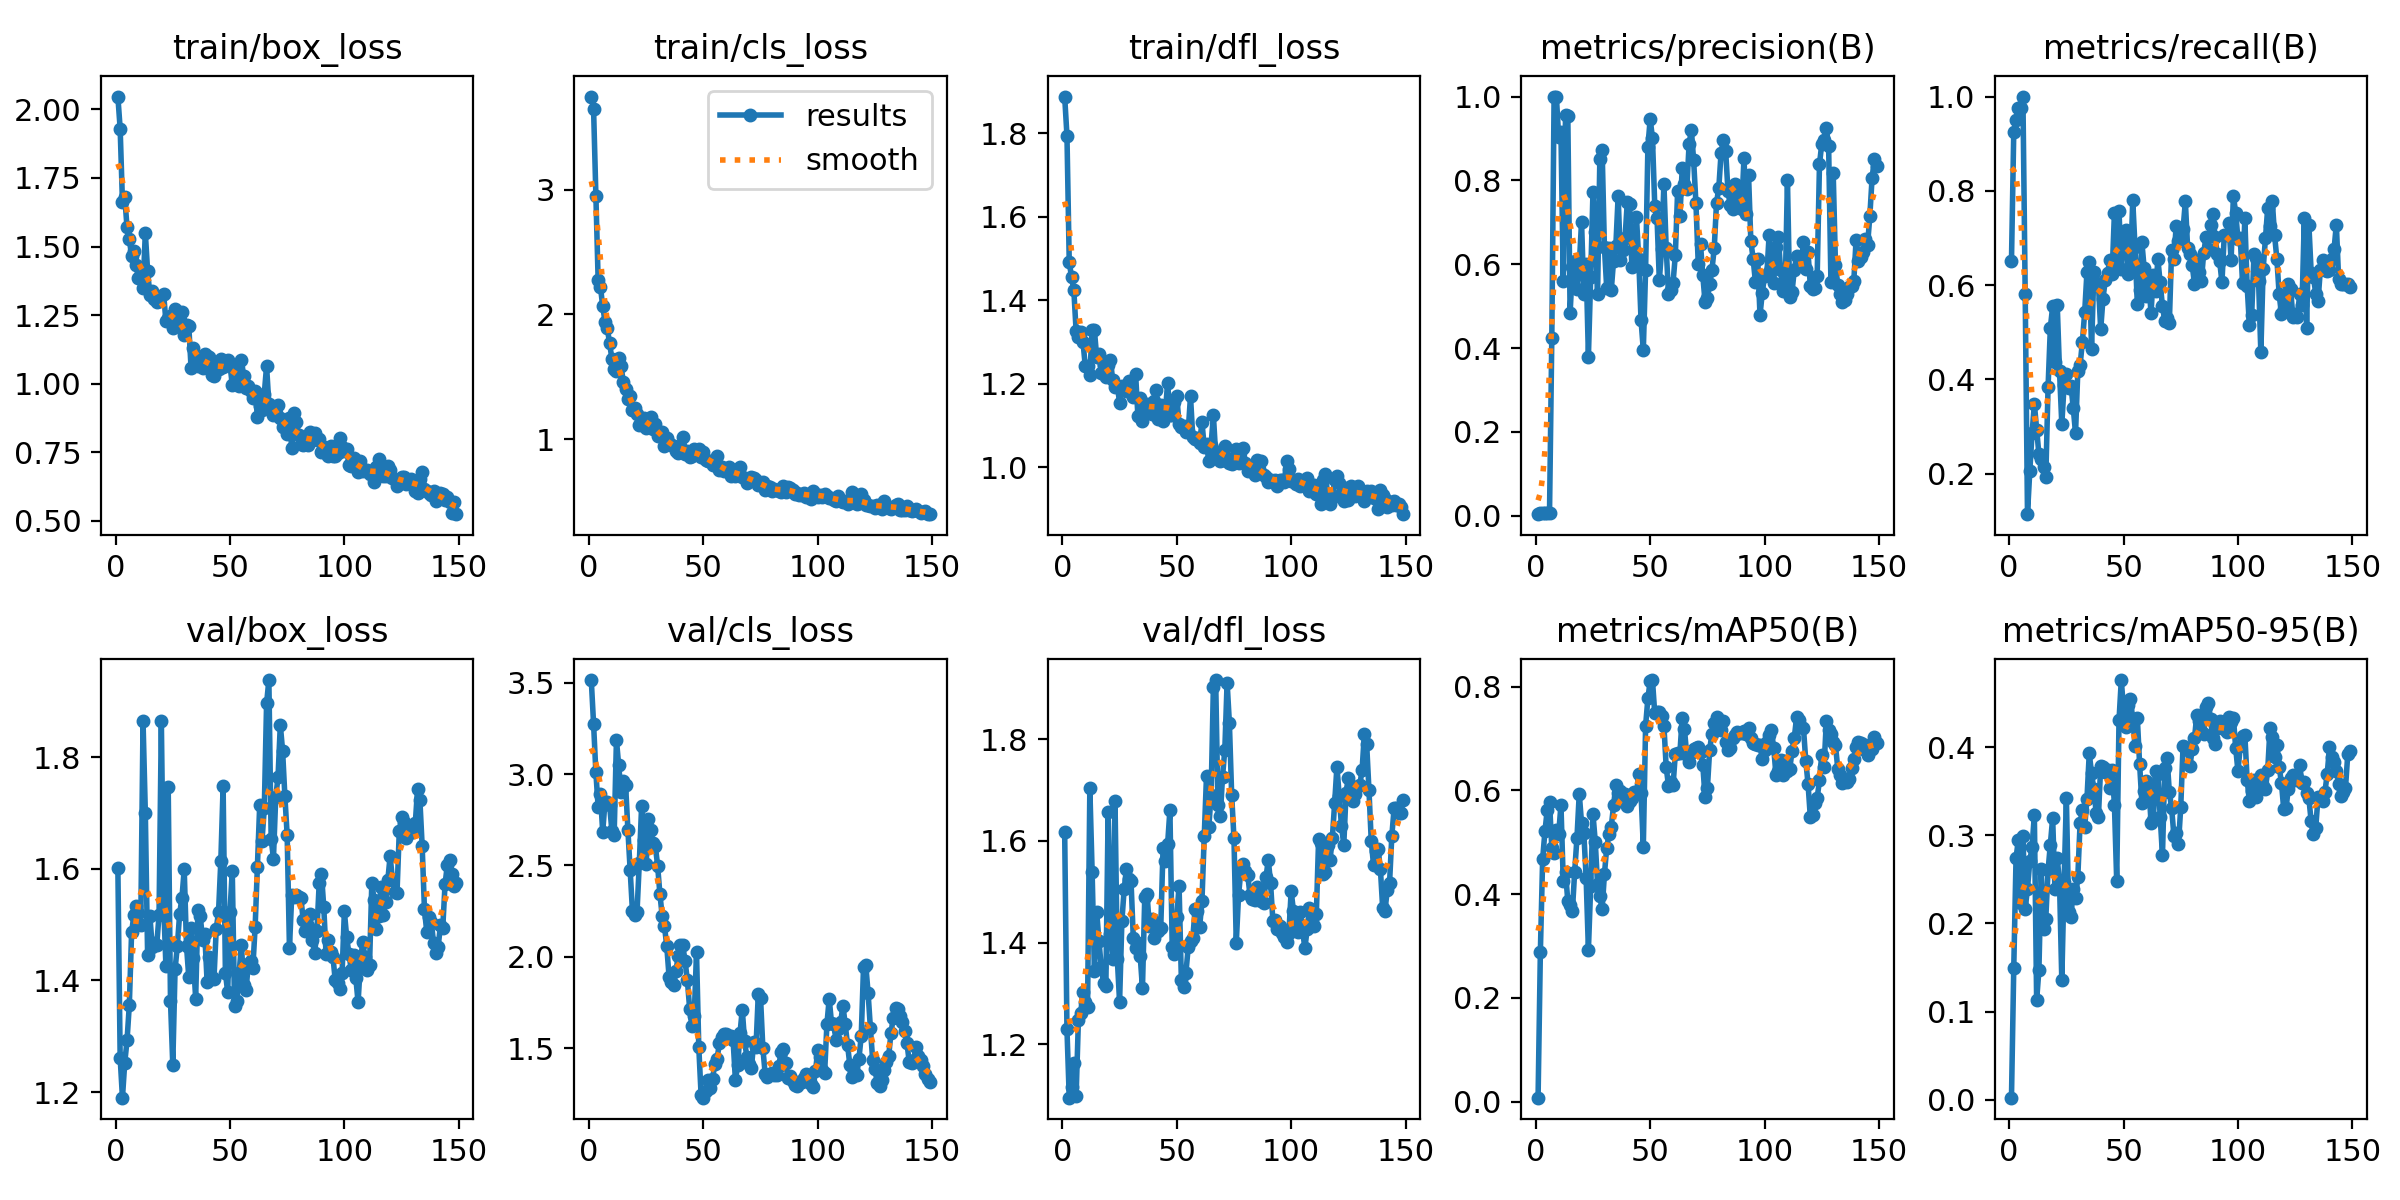 train/box_loss
2.00
1.75
1.50
1.25
1.00
0.75
0.50
0 50 100 150
train/cls_loss
results
smooth
3
2
1
0 50 100 150
train/dfl_loss
1.8
1.6
1.4
1.2
1.0
0 50 100 150
metrics/precision(B)
1.0
0.8
0.6
0.4
0.2
0.0
0 50 100 150
metrics/recall(B)
1.0
0.8
0.6
0.4
0.2
0 50 100 150
val/box_loss
1.8
1.6
1.4
1.2
0 50 100 150
val/cls_loss
3.5
3.0
2.5
2.0
1.5
0 50 100 150
val/dfl_loss
1.8
1.6
1.4
1.2
0 50 100 150
metrics/mAP50(B)
0.8
0.6
0.4
0.2
0.0
0 50 100 150
metrics/mAP50-95(B)
0.4
0.3
0.2
0.1
0.0
0 50 100 150